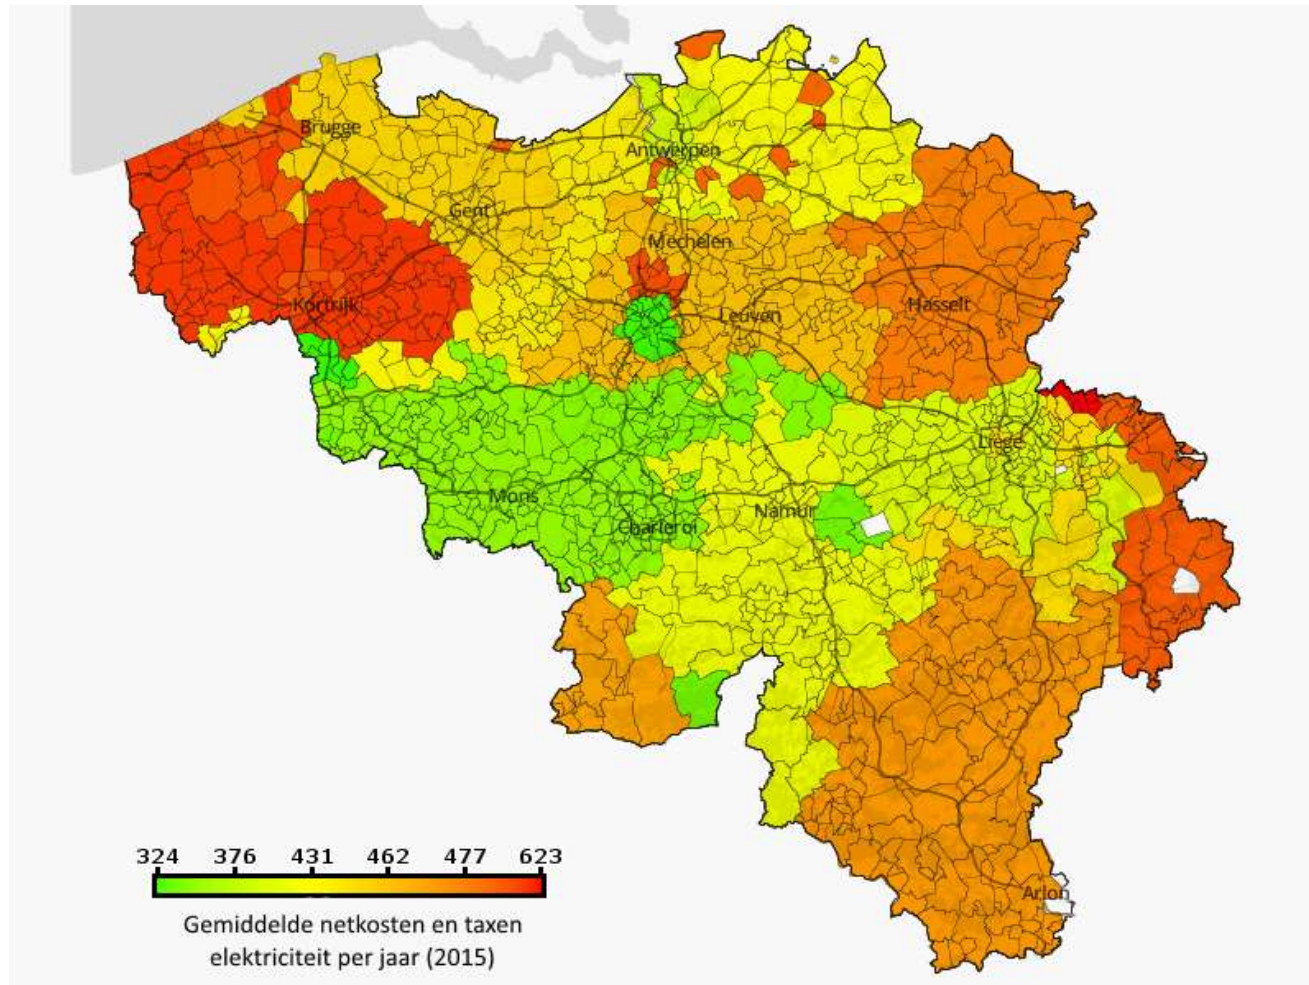 Brugge
Antwerpen
Gent
Mechelen
Kortrijk
Leuven
Hasselt
Liège
Mons
Namur
Charleroi
324 376 431 462 477 623
Arlon
Gemiddelde netkosten en taxen
elektriciteit per jaar (2015)